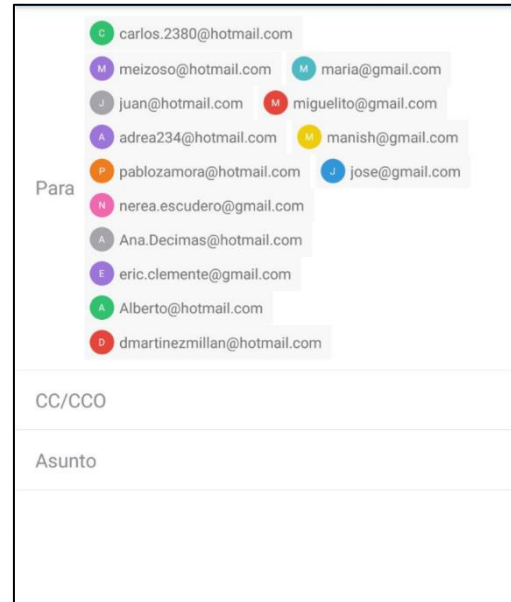 C carlos.2380@hotmail.com
M meizoso@hotmail.com M maria@gmail.com
J juan@hotmail.com M miguelito@gmail.com
A adrea234@hotmail.com M manish@gmail.com
P pablozamora@hotmail.com J jose@gmail.com
Para
N nerea.escudero@gmail.com
A Ana.Decimas@hotmail.com
E eric.clemente@gmail.com
A Alberto@hotmail.com
D dmartinezmillan@hotmail.com
CC/CCO
Asunto